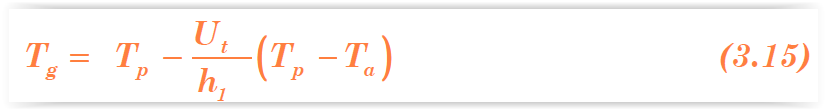 T_g = T_p − U_t/h_1 (T_p − T_a) (3.15)